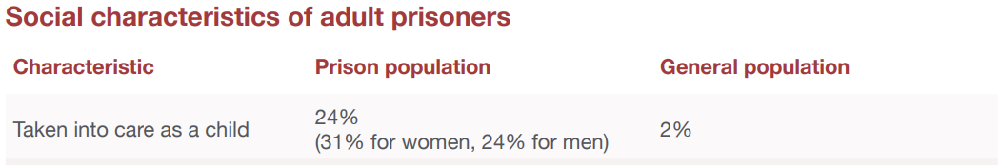 Social characteristics of adult prisoners
Characteristic Prison population General population
Taken into care as a child 24% (31% for women, 24% for men) 2%